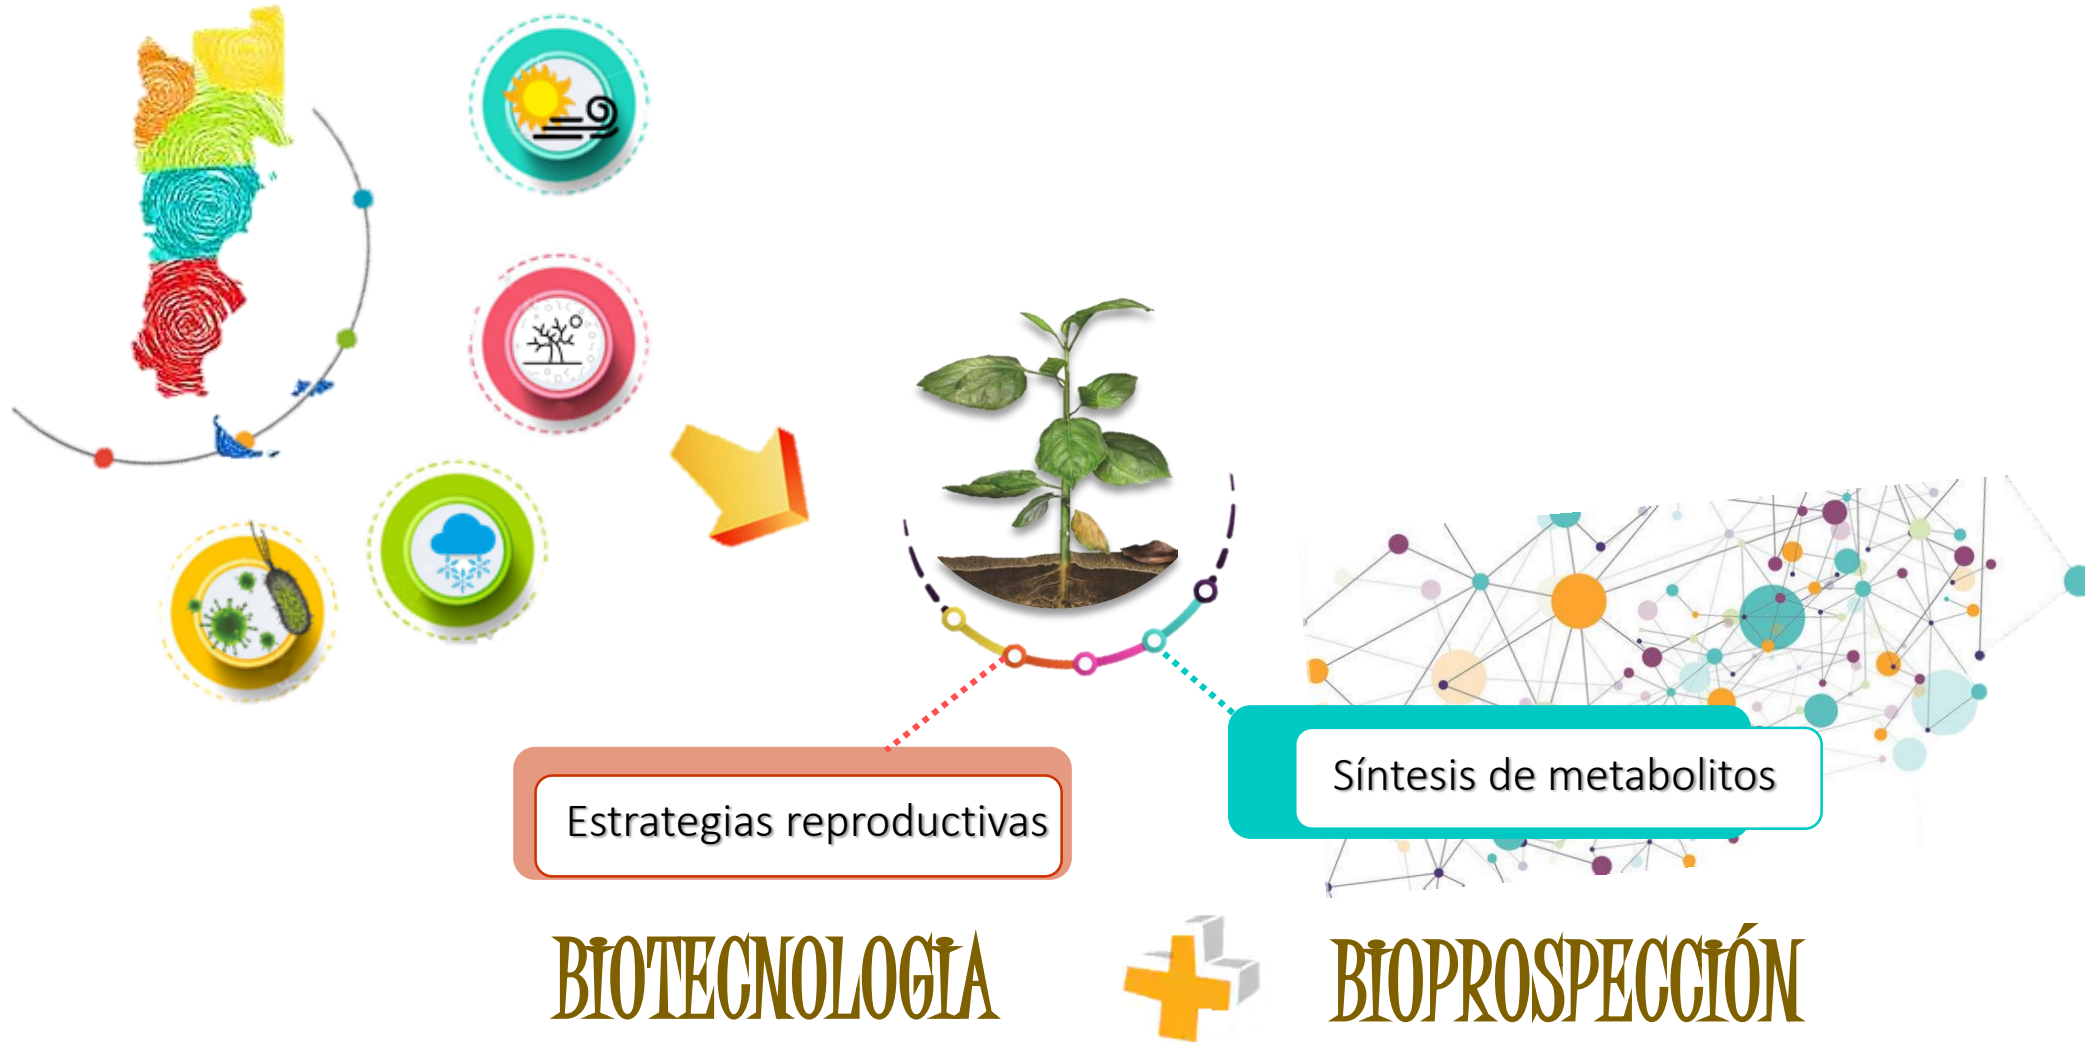 Síntesis de metabolitos
Estrategias reproductivas
BIOTECNOLOGIA
BIOPROSPECCIÓN